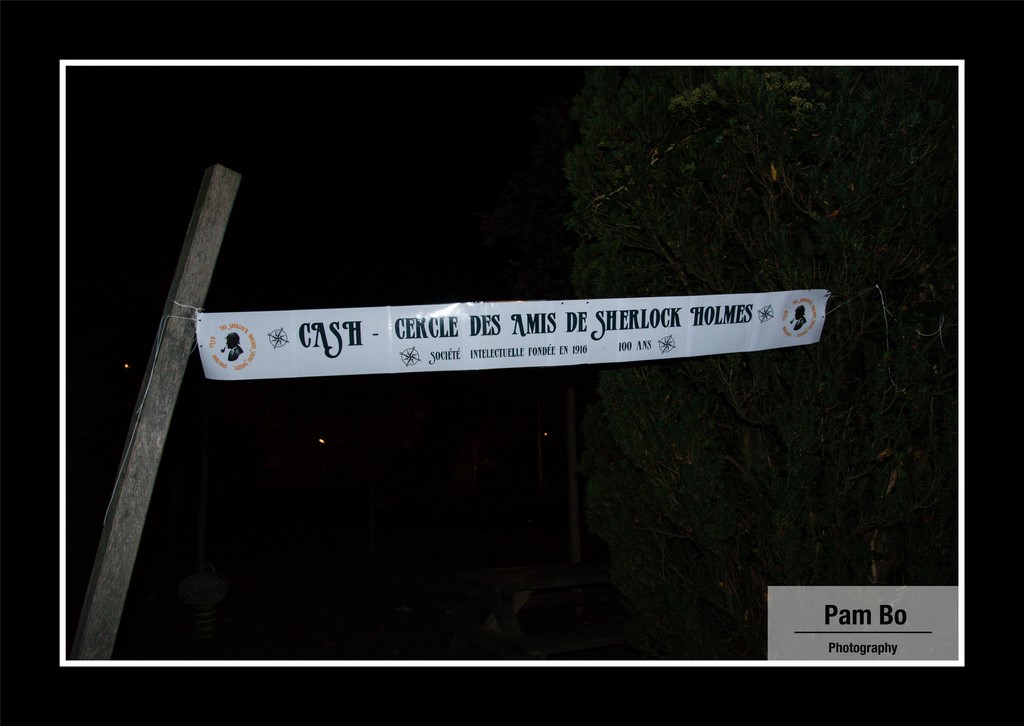 CASH - CERCLE DES AMIS DE SHERLOCK HOLMES
SOCIÉTÉ INTELECTUELLE FONDÉE EN 1916 100 ANS
Pam Bo
Photography